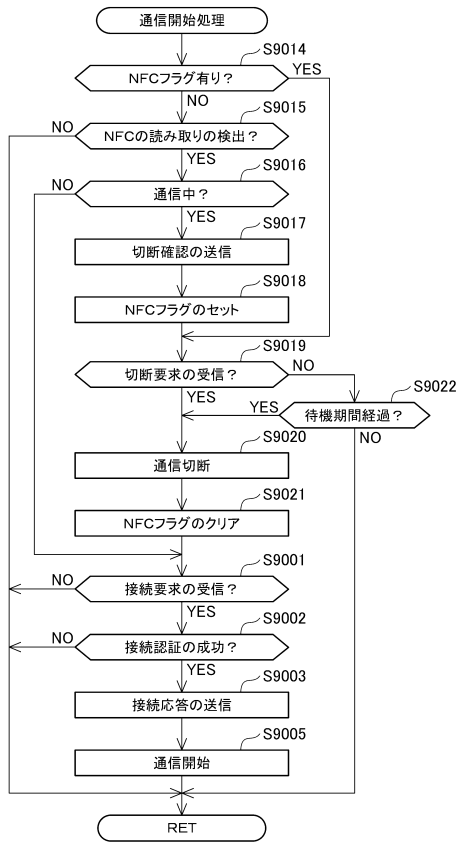 通信開始処理
S9014
NFCフラグ有り?
YES
NO
S9015
NO
NFCの読み取りの検出?
YES
S9016
NO
通信中?
YES
S9017
切断確認の送信
S9018
NFCフラグのセット
S9019
切断要求の受信?
NO
YES
S9022
YES
待機期間経過?
NO
S9020
通信切断
S9021
NFCフラグのクリア
S9001
NO
接続要求の受信?
YES
S9002
NO
接続認証の成功?
YES
S9003
接続応答の送信
S9005
通信開始
RET